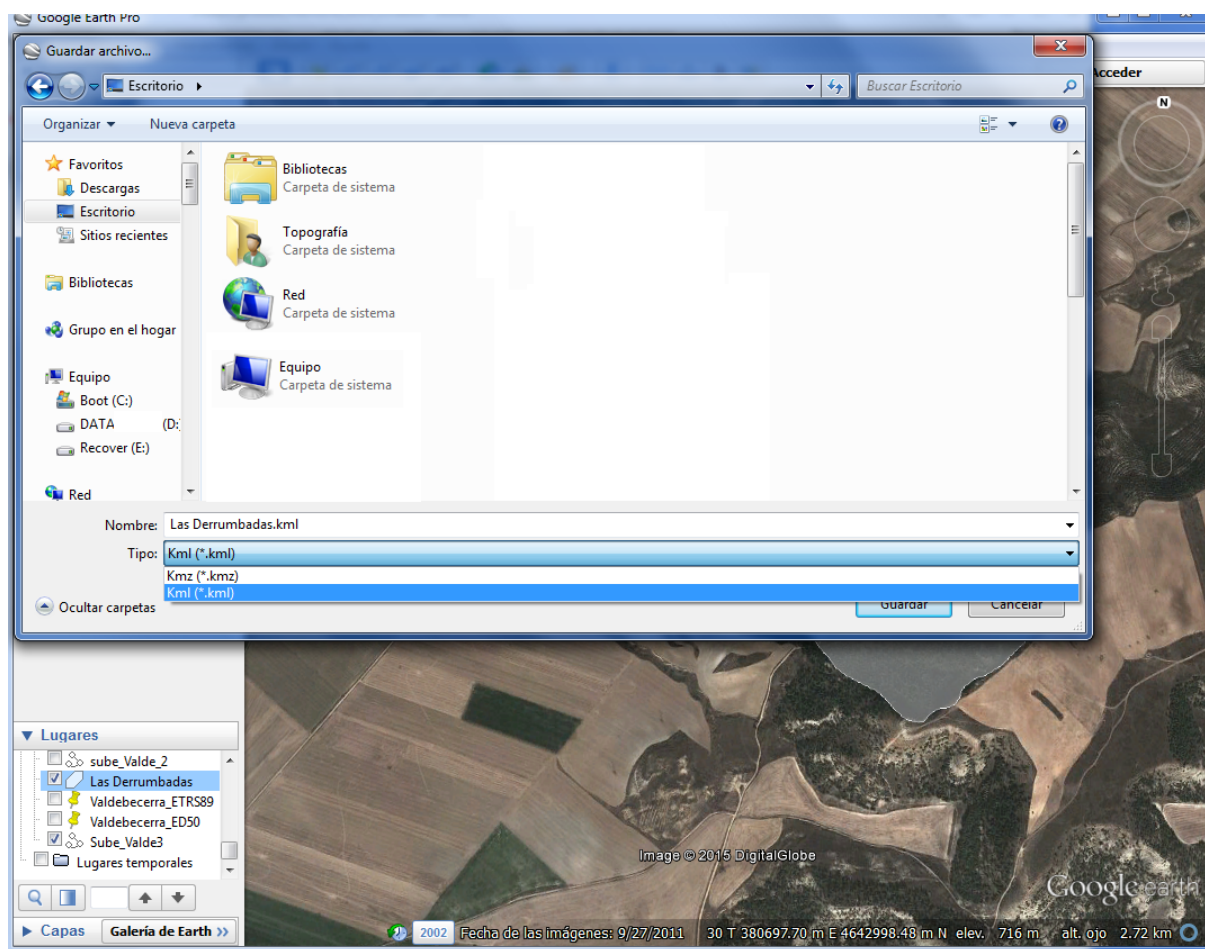 Google Earth Pro
Guardar archivo...
Escritorio
Buscar Escritorio
Acceder
Organizar
Nueva carpeta
N
Favoritos
Descargas
Escritorio
Sitios recientes
Bibliotecas
Grupo en el hogar
Equipo
Boot (C:)
DATA (D:
Recover (E:)
Red
Bibliotecas
Carpeta de sistema
Topografía
Carpeta de sistema
Red
Carpeta de sistema
Equipo
Carpeta de sistema
Nombre: Las Derrumbadas.kml
Tipo: Kml (*.kml)
Kmz (*.kmz)
Kml (*.kml)
Ocultar carpetas
Guardar
Cancelar
Lugares
sube_Valde_2
Las Derrumbadas
Valdebecerra_ETRS89
Valdebecerra_ED50
Sube_Valde3
Lugares temporales
Capas
Galería de Earth >>
Image © 2015 DigitalGlobe
Google earth
2002
Fecha de las imágenes: 9/27/2011
30 T 380697.70 m E 4642998.48 m N elev. 716 m alt. ojo 2.72 km